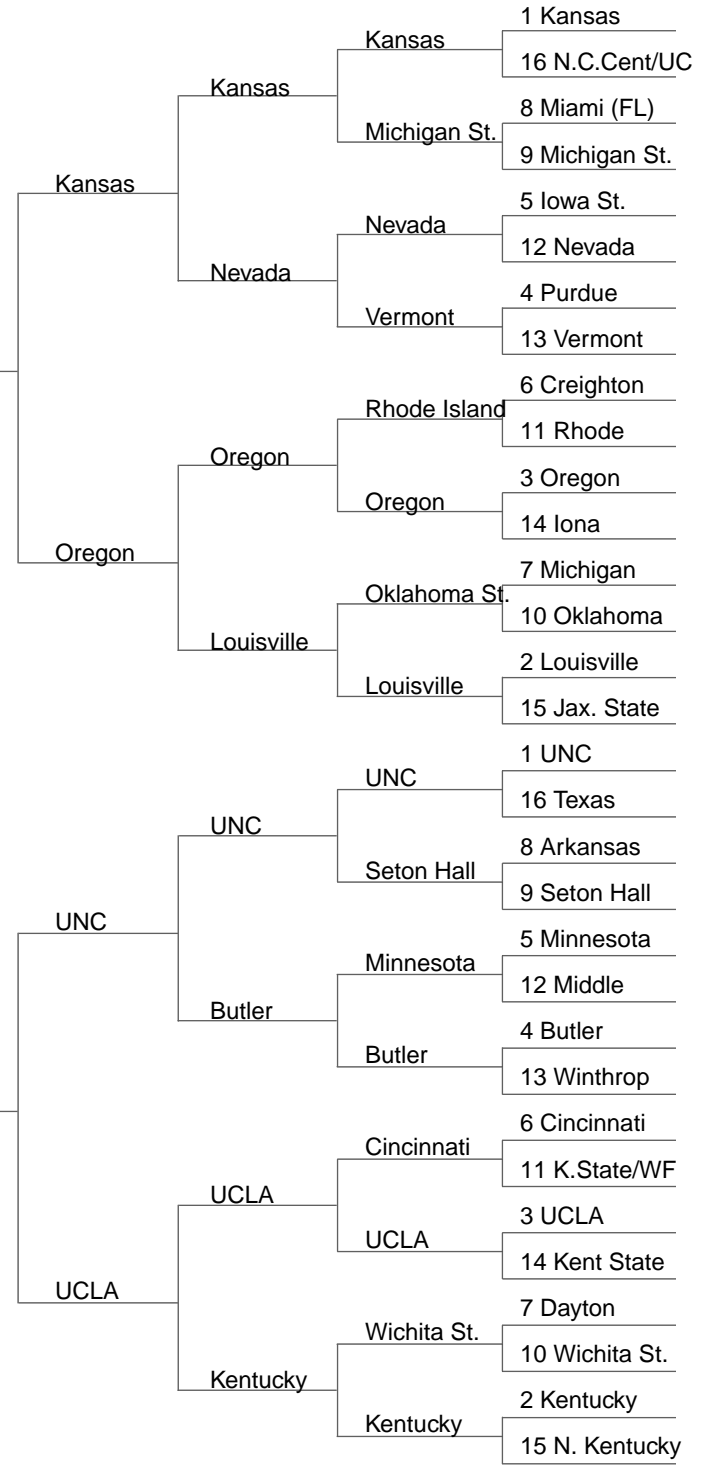 1 Kansas
Kansas
16 N.C.Cent/UC
Kansas
8 Miami (FL)
Michigan St.
9 Michigan St.
Kansas
5 Iowa St.
Nevada
12 Nevada
Nevada
4 Purdue
Vermont
13 Vermont
6 Creighton
Rhode Island
11 Rhode
Oregon
3 Oregon
Oregon
14 Iona
Oregon
7 Michigan
Oklahoma St.
10 Oklahoma
Louisville
2 Louisville
Louisville
15 Jax. State
1 UNC
UNC
16 Texas
UNC
8 Arkansas
Seton Hall
9 Seton Hall
UNC
5 Minnesota
Minnesota
12 Middle
Butler
4 Butler
Butler
13 Winthrop
6 Cincinnati
Cincinnati
11 K.State/WF
UCLA
3 UCLA
UCLA
14 Kent State
UCLA
7 Dayton
Wichita St.
10 Wichita St.
Kentucky
2 Kentucky
Kentucky
15 N. Kentucky